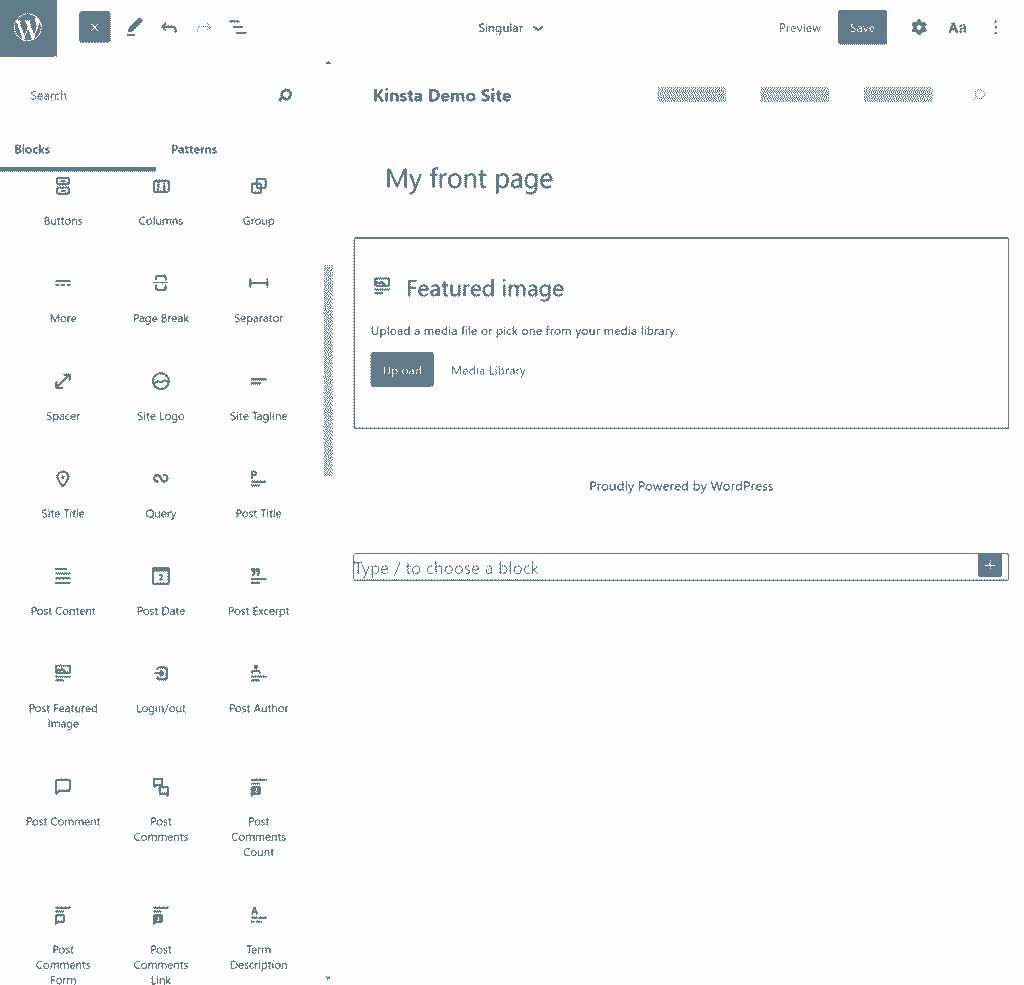 Singular
Preview
Save
Aa
Search
Kinsta Demo Site
Blocks
Patterns
My front page
Buttons
Columns
Group
Featured image
More
Page Break
Separator
Upload a media file or pick one from your media library.
Upload
Media Library
Spacer
Site Logo
Site Tagline
Proudly Powered by WordPress
Site Title
Query
Post Title
Type / to choose a block
Post Content
Post Date
Post Excerpt
Post Featured
Image
Login/out
Post Author
Post Comment
Post
Comments
Post
Comments
Count
Post
Comments
Form
Post
Comments
Link
Term
Description